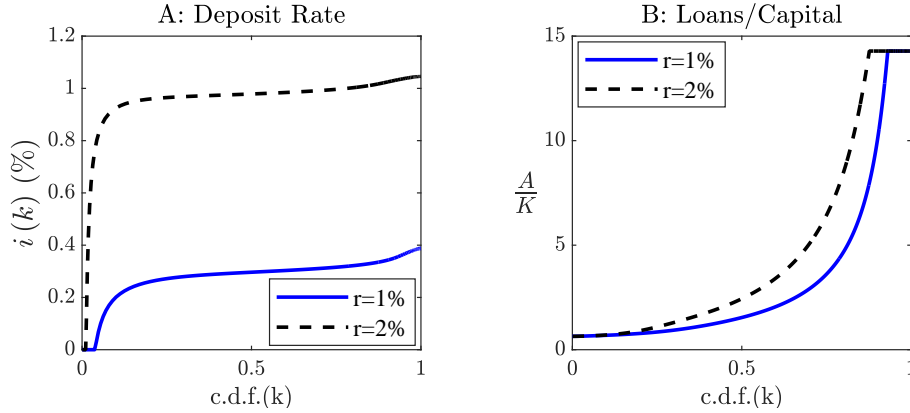 A: Deposit Rate
1.2
1
0.8
0.6
0.4
0.2
0
i (k) (%)
r=1%
r=2%
0
0.5
1
c.d.f.(k)
B: Loans/Capital
15
10
5
0
A
K
r=1%
r=2%
0
0.5
1
c.d.f.(k)